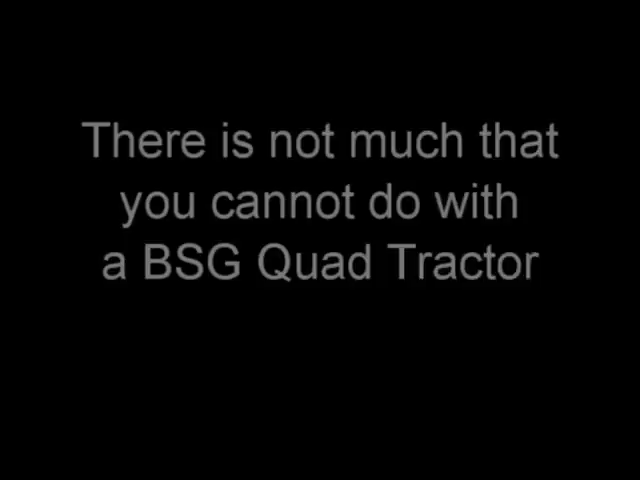 There is not much that
you cannot do with
a BSG Quad Tractor